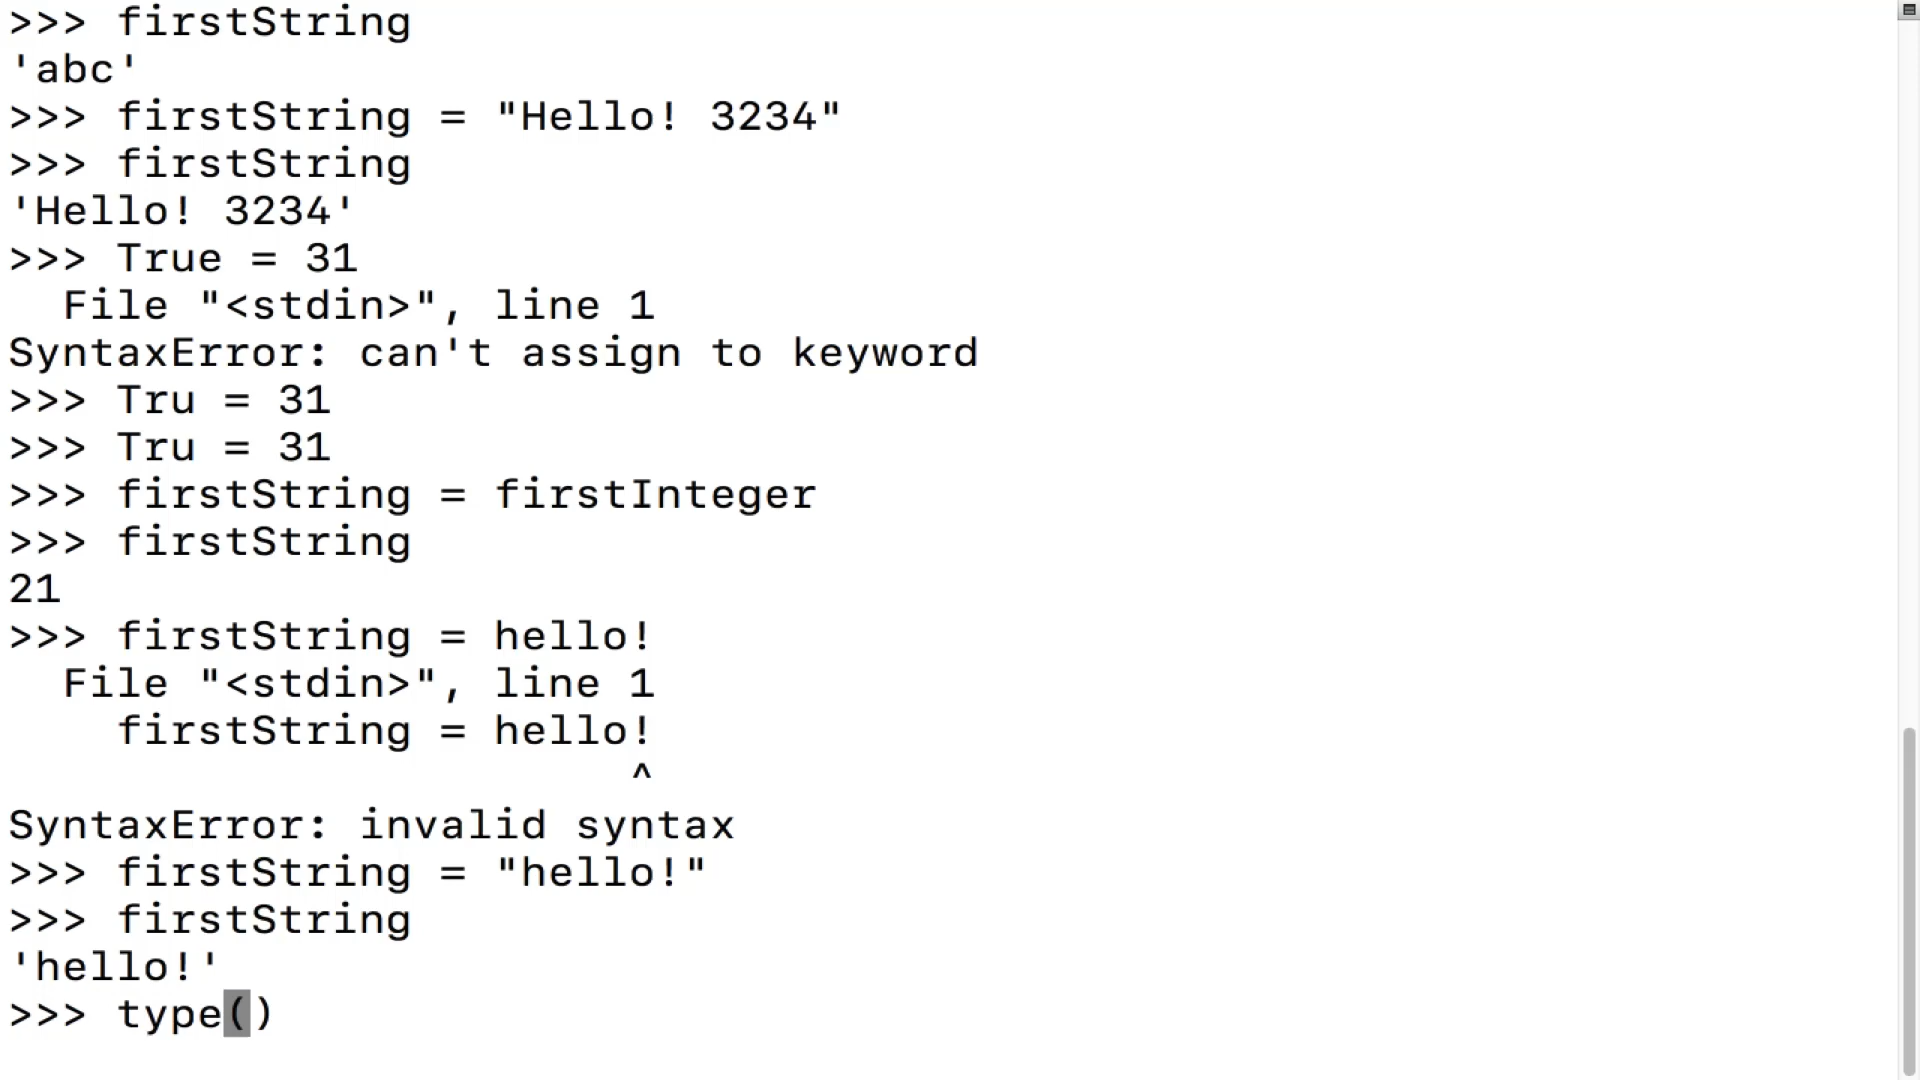 >>> firstString
'abc'
>>> firstString = "Hello! 3234"
>>> firstString
'Hello! 3234'
>>> True = 31
  File "<stdin>", line 1
SyntaxError: can't assign to keyword
>>> Tru = 31
>>> Tru = 31
>>> firstString = firstInteger
>>> firstString
21
>>> firstString = hello!
  File "<stdin>", line 1
    firstString = hello!
                       ^
SyntaxError: invalid syntax
>>> firstString = "hello!"
>>> firstString
'hello!'
>>> type()